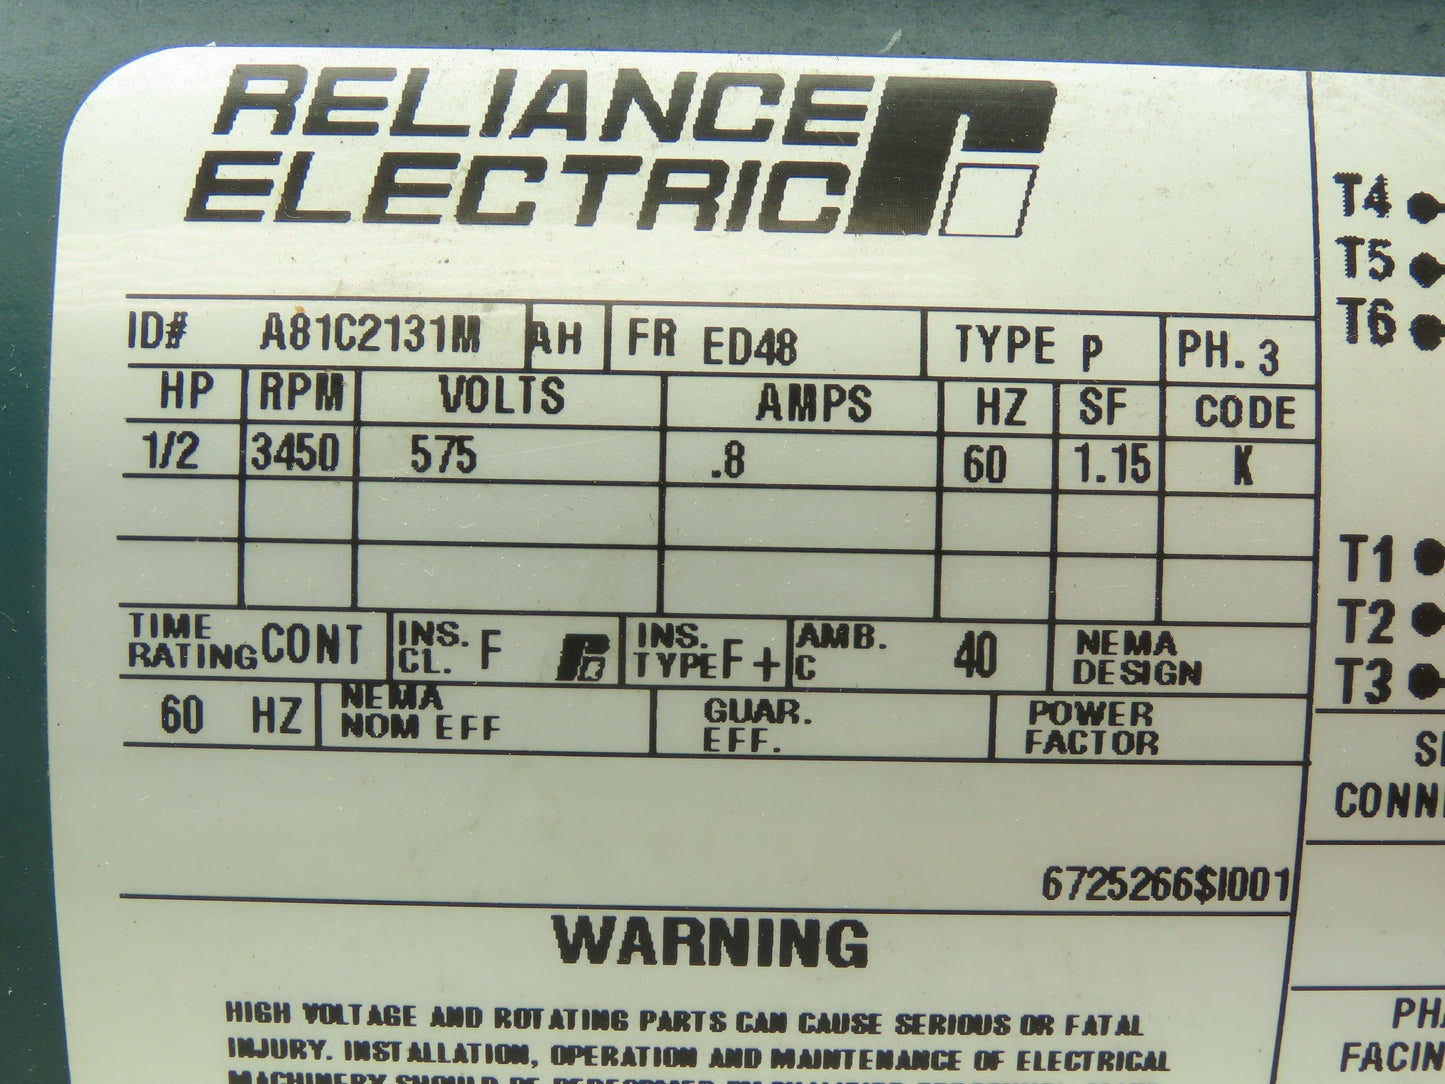 RELIANCE
ELECTRIC
ID# A81C2131M AH FR ED48 TYPE P PH. 3
HP RPM VOLTS AMPS HZ SF CODE
1/2 3450 575 .8 60 1.15 K
TIME RATING CONT INS. CL. F INS. TYPE F+ AMB. C 40 NEMA DESIGN
60 HZ NEMA NOM EFF GUAR. EFF. POWER FACTOR
6725266$I001
WARNING
HIGH VOLTAGE AND ROTATING PARTS CAN CAUSE SERIOUS OR FATAL
INJURY. INSTALLATION, OPERATION AND MAINTENANCE OF ELECTRICAL
T4
T5
T6
T1
T2
T3